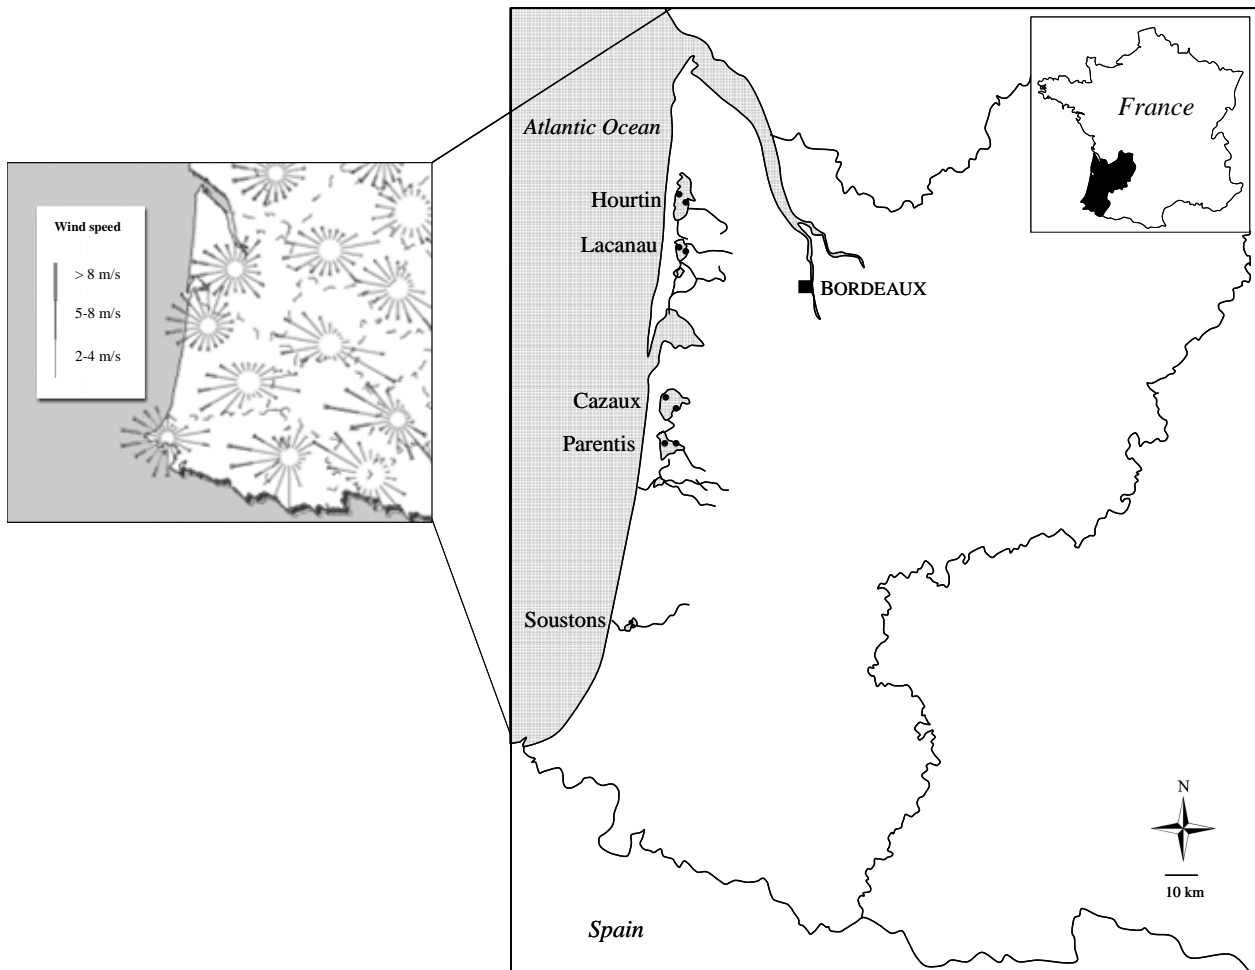 France
Atlantic Ocean
Hourtin
Lacanau
BORDEAUX
Cazaux
Parentis
Soustons
Spain
N
10 km
Wind speed
> 8 m/s
5-8 m/s
2-4 m/s